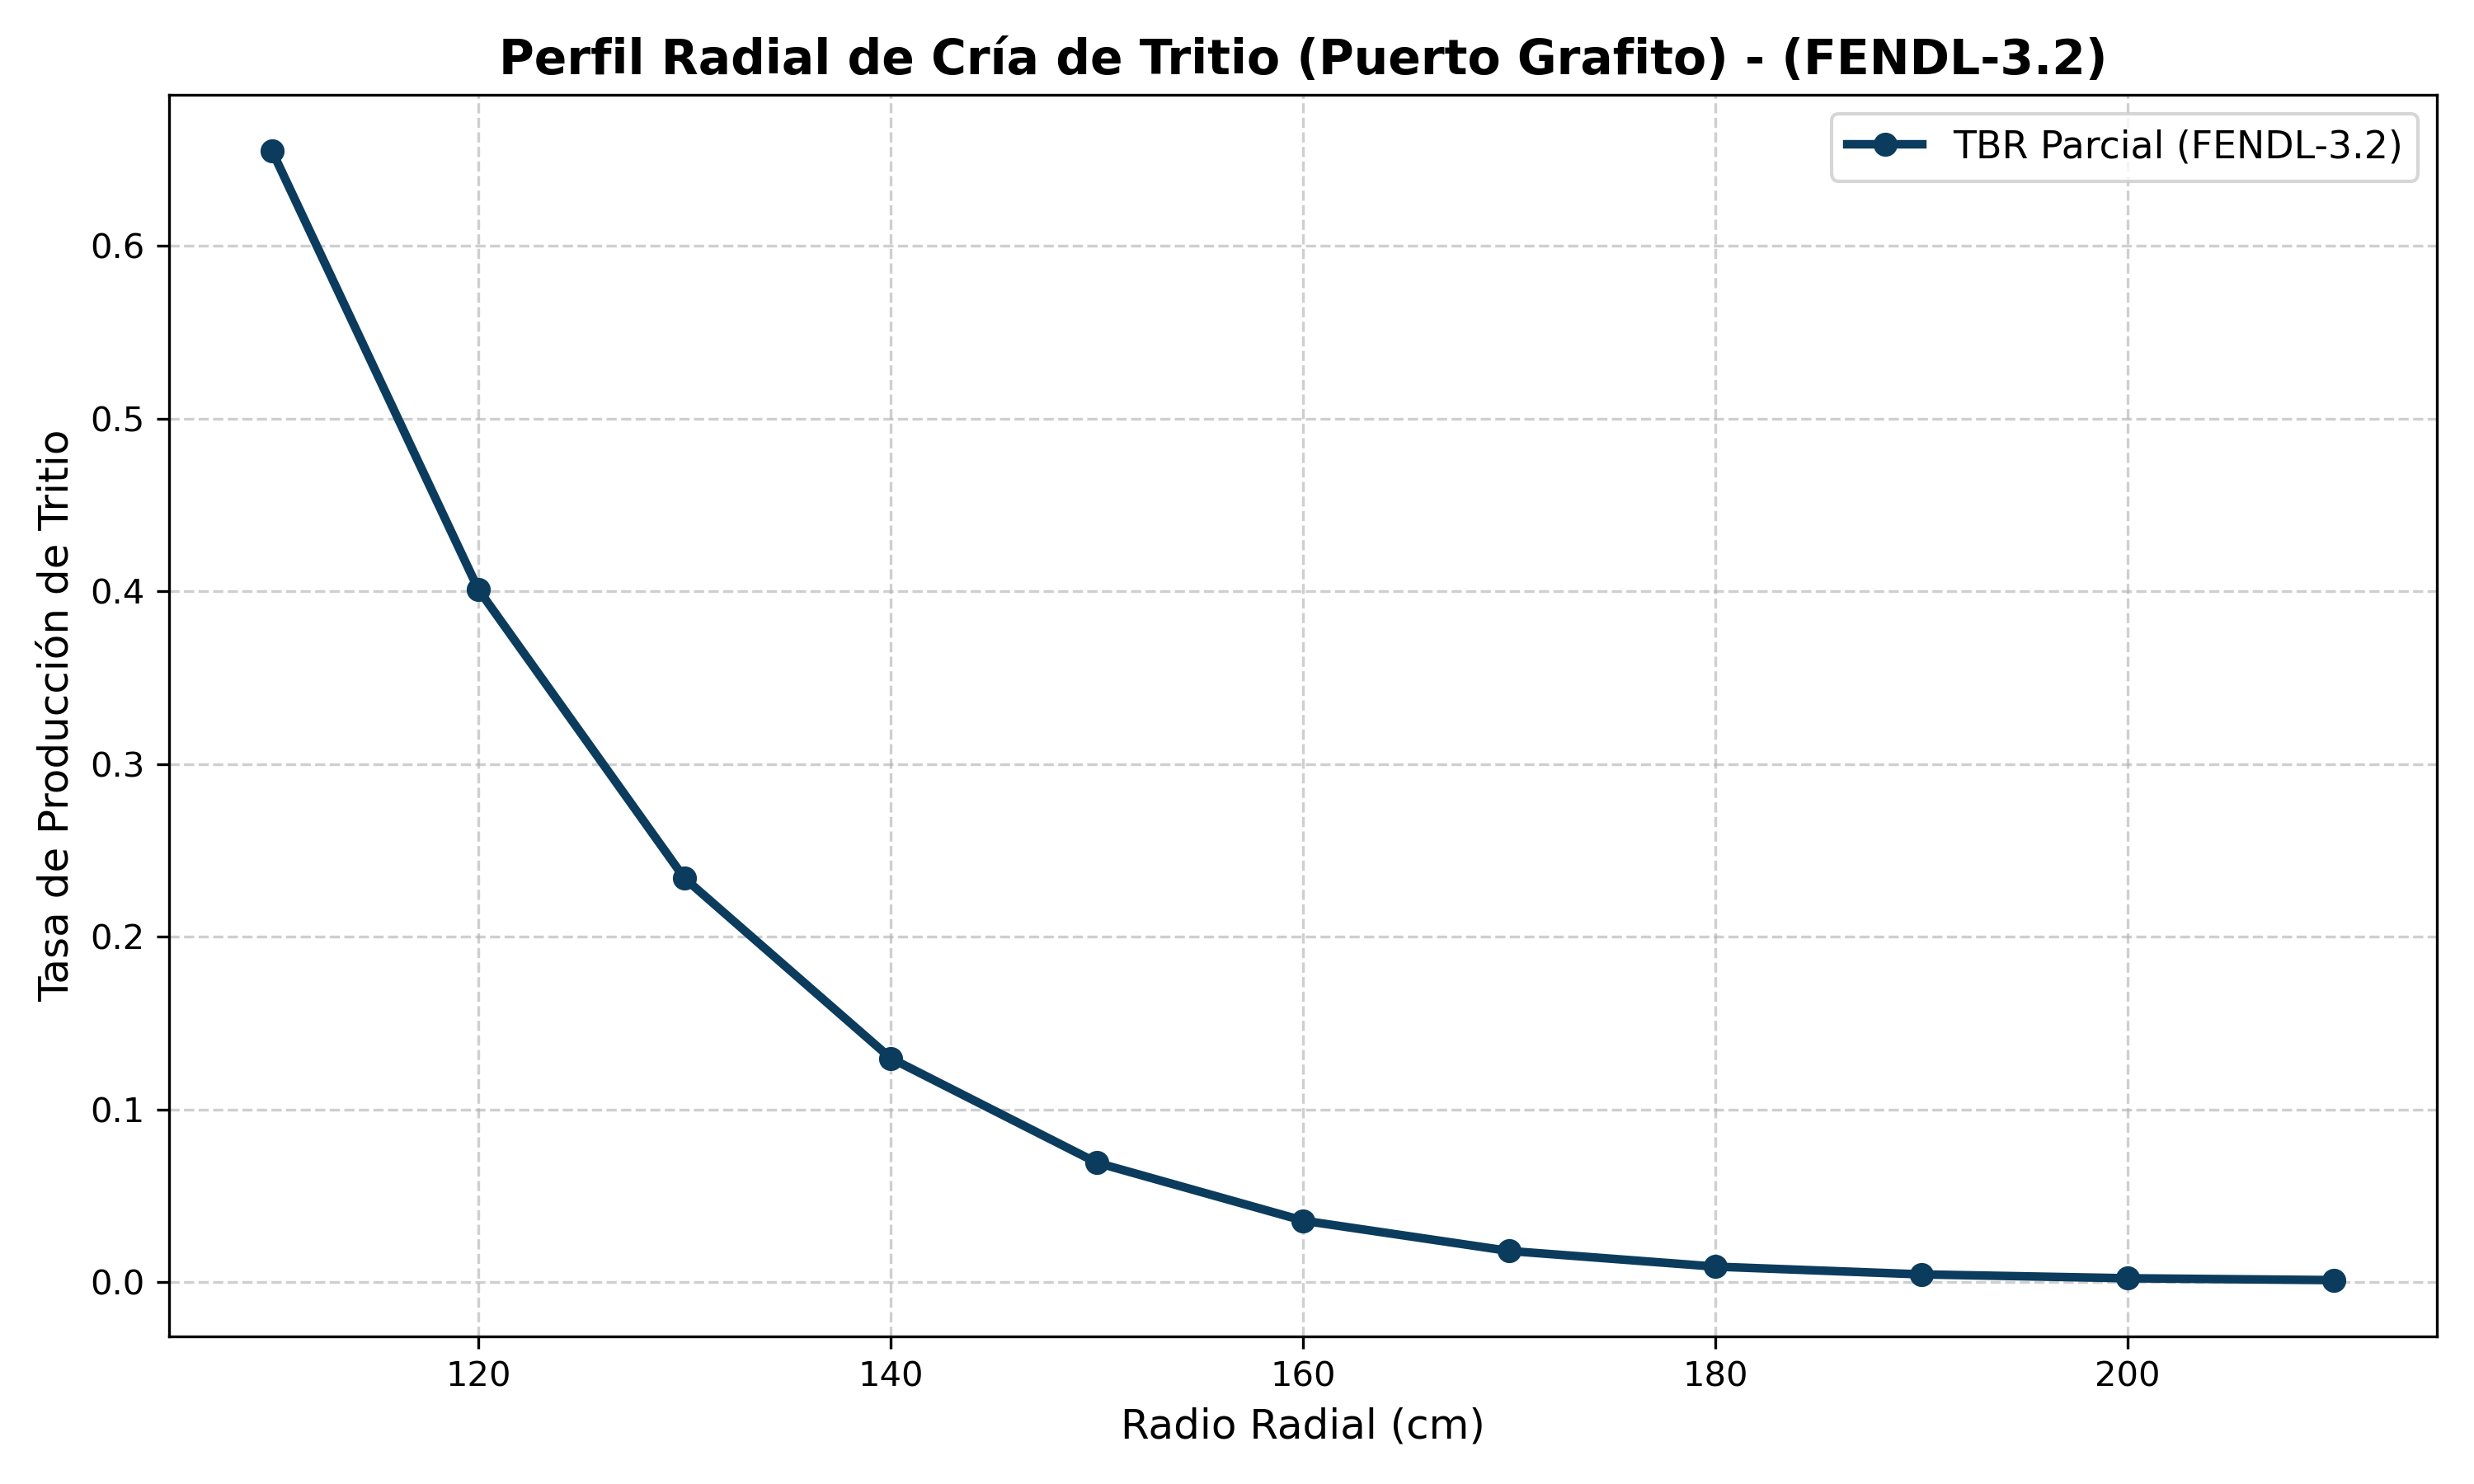 Perfil Radial de Cría de Tritio (Puerto Grafito) - (FENDL-3.2)
TBR Parcial (FENDL-3.2)
Tasa de Producción de Tritio
0.6
0.5
0.4
0.3
0.2
0.1
0.0
120 140 160 180 200
Radio Radial (cm)